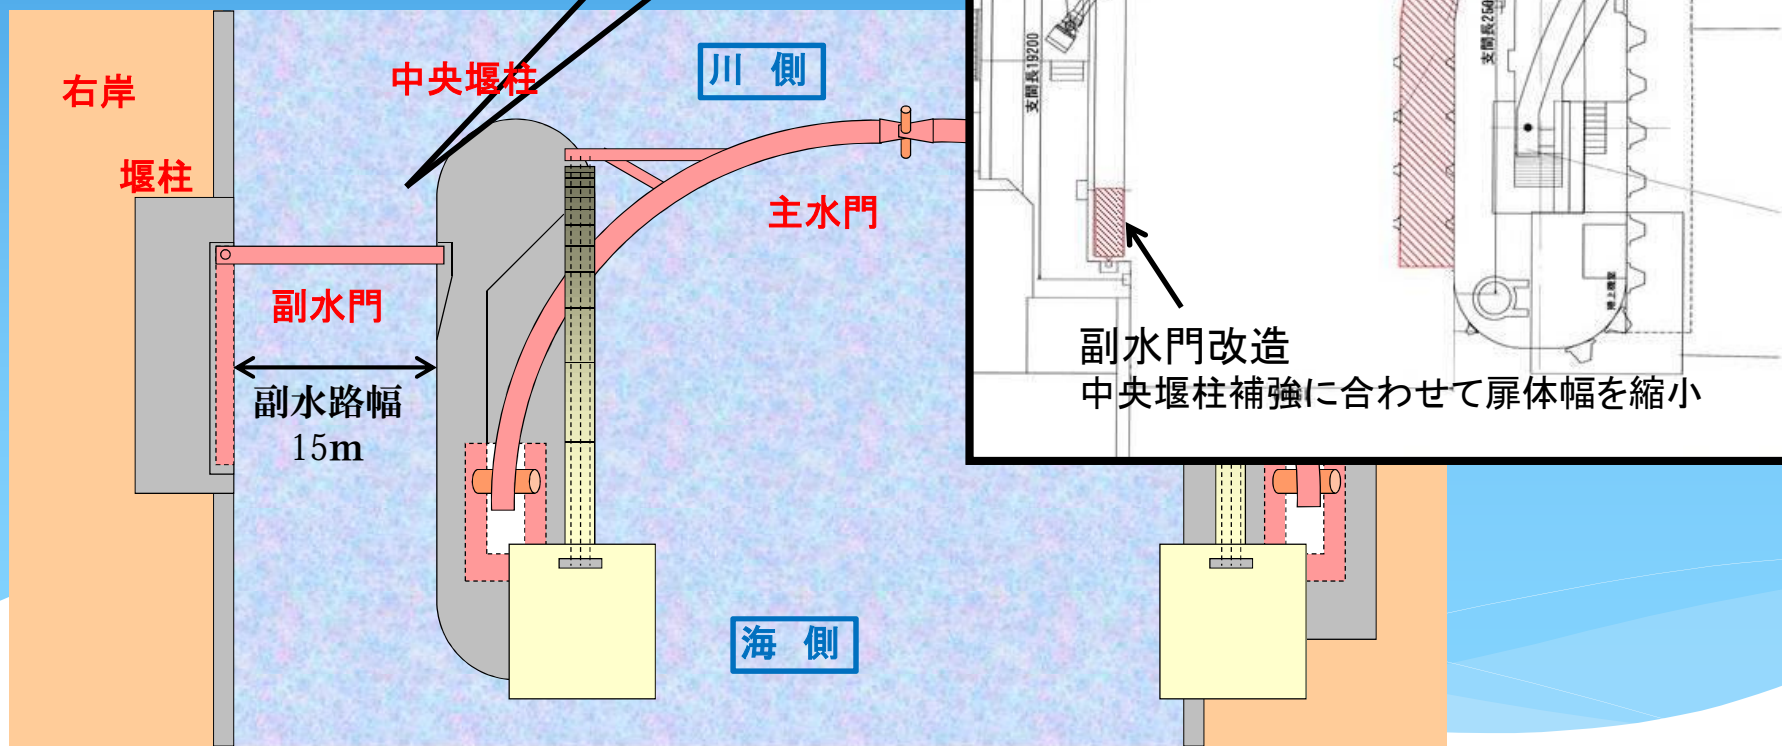 右岸
中央堰柱
川 側
堰柱
主水門
副水門
副水路幅
15m
海 側
支間長19200
副水門改造
中央堰柱補強に合わせて扉体幅を縮小